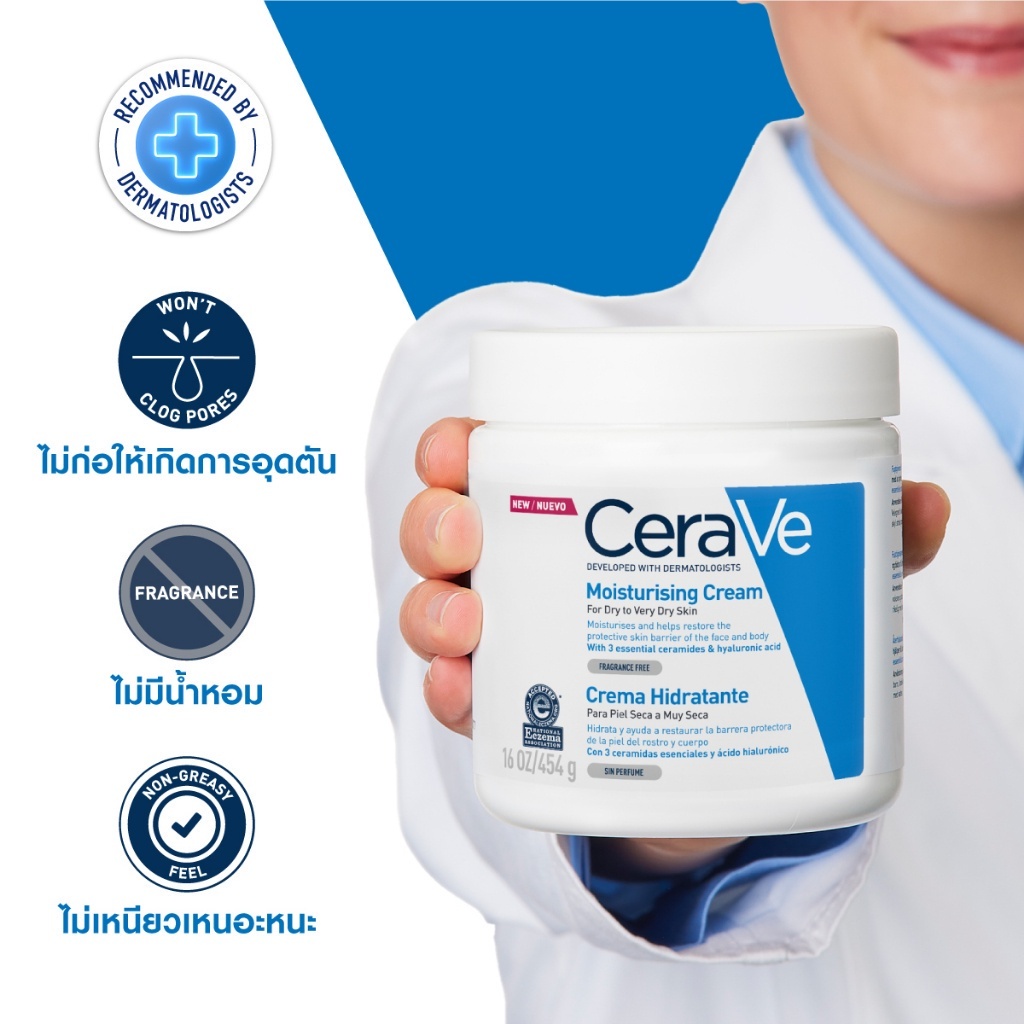 RECOMMENDED BY
DERMATOLOGISTS
WON'T
CLOG PORES
ไม่ก่อให้เกิดการอุดตัน
FRAGRANCE
ไม่มีน้ำหอม
NON-GREASY
FEEL
ไม่เหนียวเหนอะหนะ
NEW / NUEVO
CeraVe
DEVELOPED WITH DERMATOLOGISTS
Moisturising Cream
For Dry to Very Dry Skin
Moisturises and helps restore the
protective skin barrier of the face and body
With 3 essential ceramides & hyaluronic acid
FRAGRANCE FREE
Crema Hidratante
Para Piel Seca a Muy Seca
Hidrata y ayuda a restaurar la barrera protectora
de la piel del rostro y cuerpo
Con 3 ceramidas esenciales y ácido hialurónico
SIN PERFUME
ACCEPTED
NATIONAL
Eczema
ASSOCIATION
16 OZ/454 g